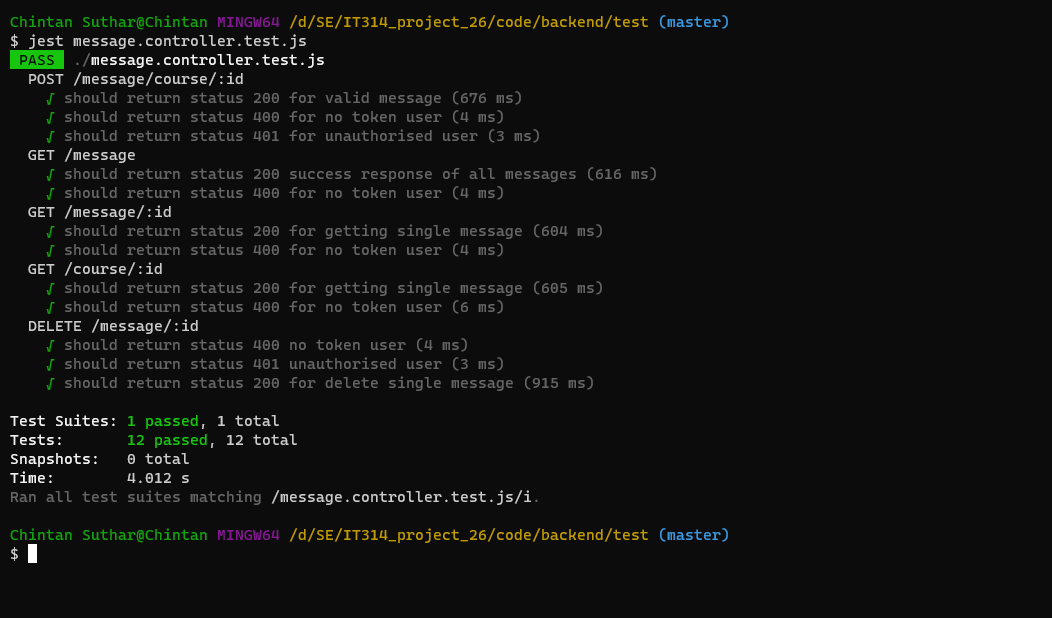 Chintan Suthar@Chintan MINGW64 /d/SE/IT314_project_26/code/backend/test (master)
$ jest message.controller.test.js
PASS ./message.controller.test.js
POST /message/course/:id
√ should return status 200 for valid message (676 ms)
√ should return status 400 for no token user (4 ms)
√ should return status 401 for unauthorised user (3 ms)
GET /message
√ should return status 200 success response of all messages (616 ms)
√ should return status 400 for no token user (4 ms)
GET /message/:id
√ should return status 200 for getting single message (604 ms)
√ should return status 400 for no token user (4 ms)
GET /course/:id
√ should return status 200 for getting single message (605 ms)
√ should return status 400 for no token user (6 ms)
DELETE /message/:id
√ should return status 400 no token user (4 ms)
√ should return status 401 unauthorised user (3 ms)
√ should return status 200 for delete single message (915 ms)
Test Suites: 1 passed, 1 total
Tests: 12 passed, 12 total
Snapshots: 0 total
Time: 4.012 s
Ran all test suites matching /message.controller.test.js/i.
Chintan Suthar@Chintan MINGW64 /d/SE/IT314_project_26/code/backend/test (master)
$